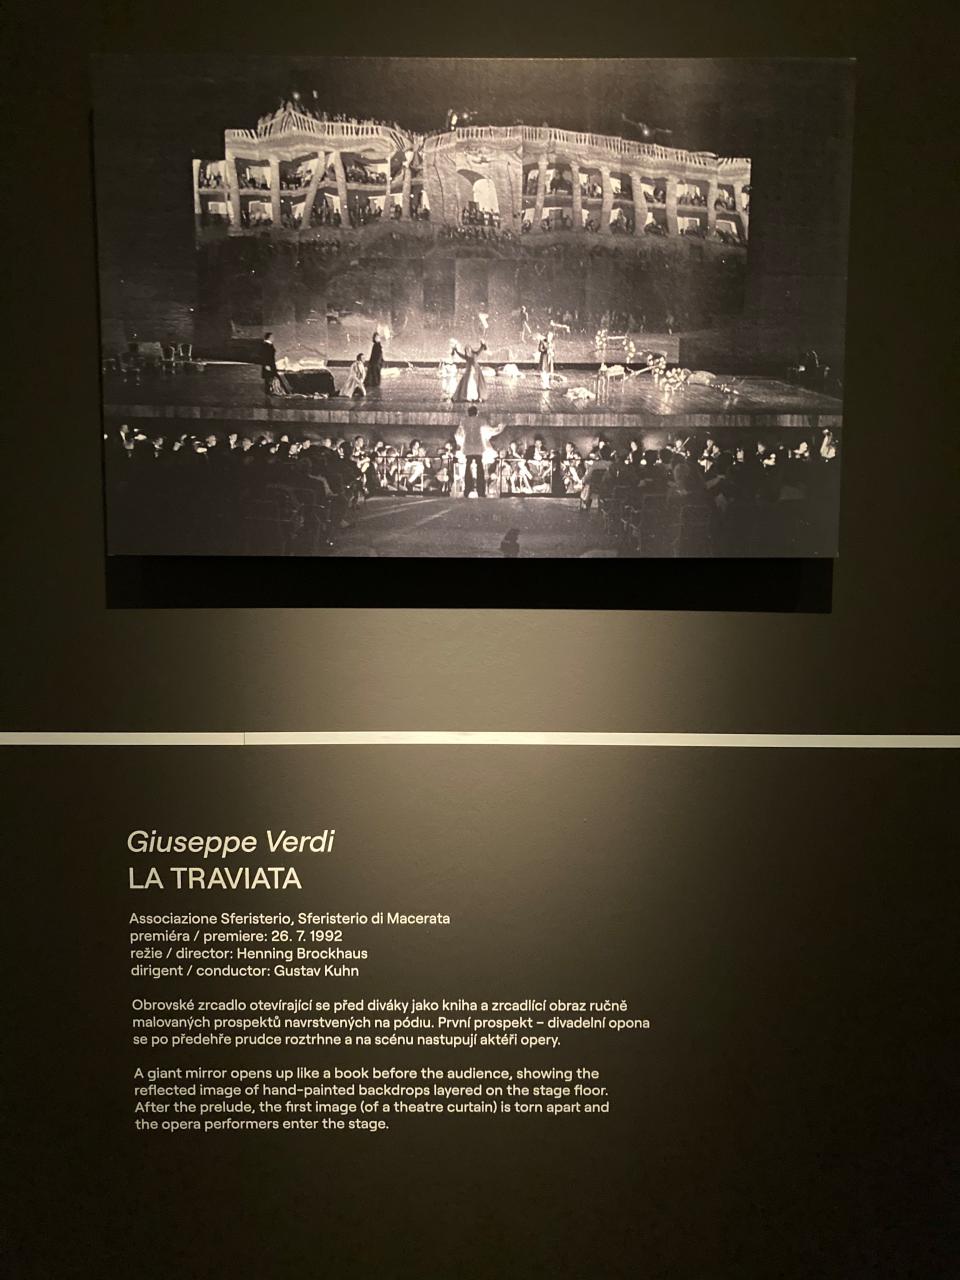 Giuseppe Verdi
LA TRAVIATA
Associazione Sferisterio, Sferisterio di Macerata
premiéra / premiere: 26. 7. 1992
režie / director: Henning Brockhaus
dirigent / conductor: Gustav Kuhn
Obrovské zrcadlo otevírající se před diváky jako kniha a zrcadlící obraz ručně
malovaných prospektů navrstvených na pódiu. První prospekt – divadelní opona
se po předehře prudce roztrhne a na scénu nastupují aktéři opery.
A giant mirror opens up like a book before the audience, showing the
reflected image of hand-painted backdrops layered on the stage floor.
After the prelude, the first image (of a theatre curtain) is torn apart and
the opera performers enter the stage.